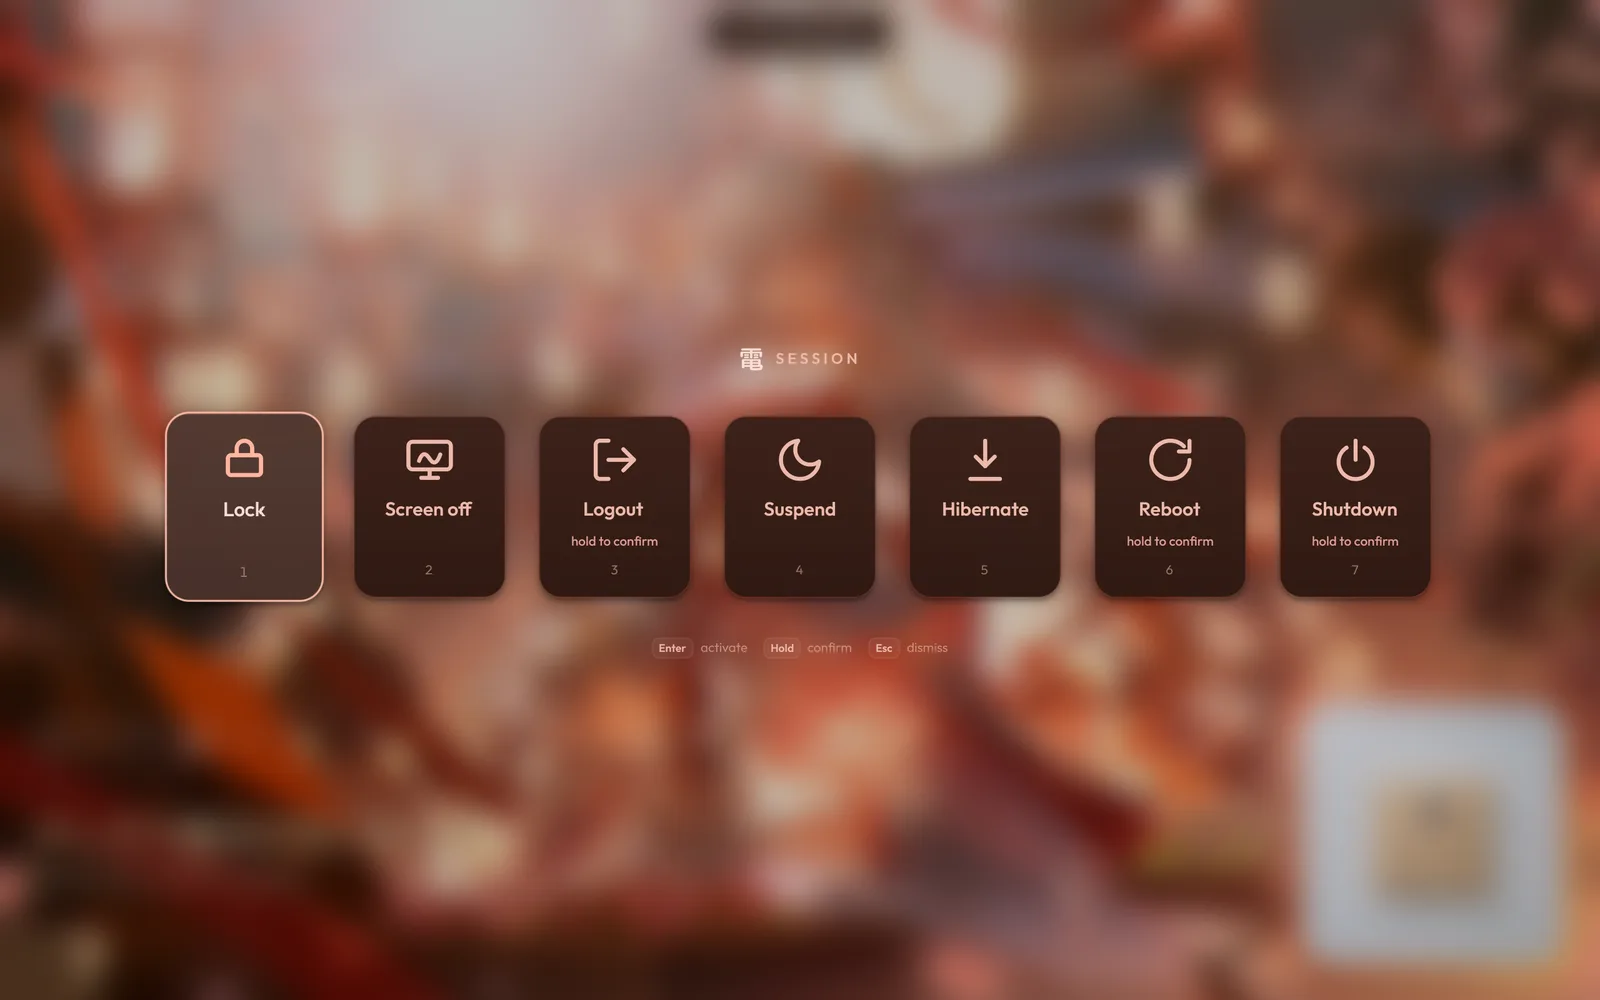 電 SESSION
Lock
1
Screen off
2
Logout
hold to confirm
3
Suspend
4
Hibernate
5
Reboot
hold to confirm
6
Shutdown
hold to confirm
7
Enter activate Hold confirm Esc dismiss